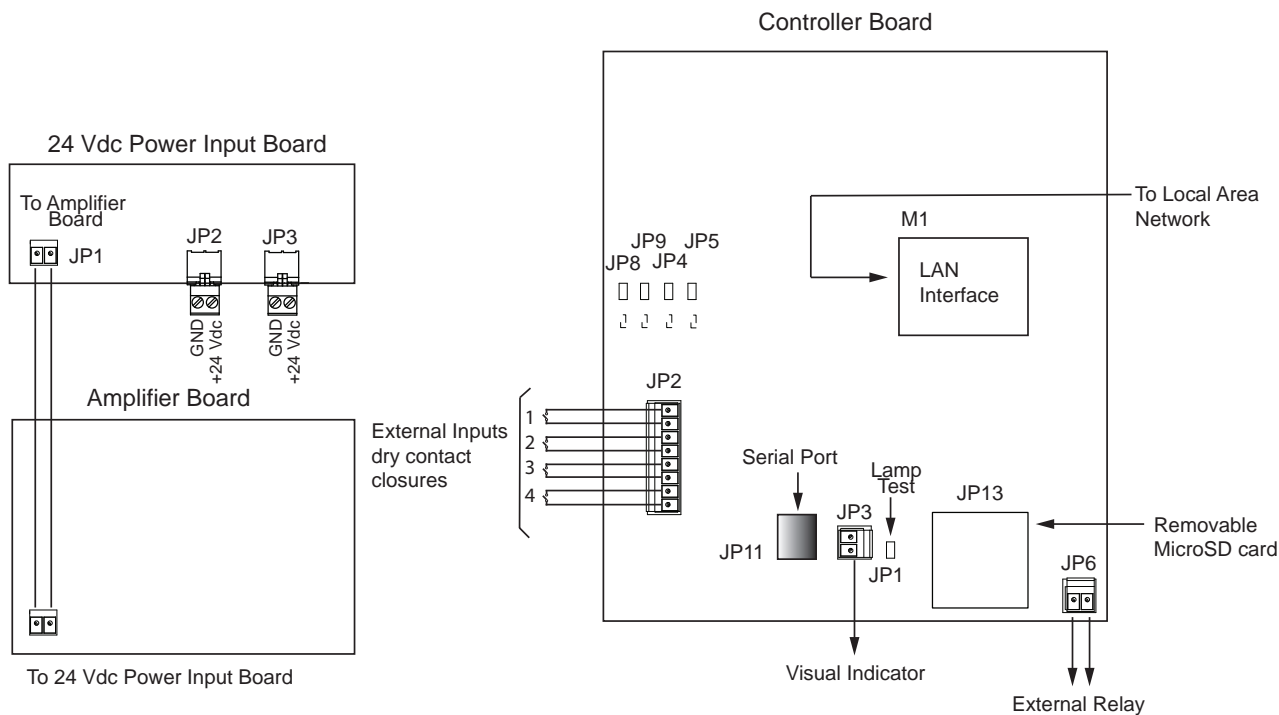 Controller Board
24 Vdc Power Input Board
To Amplifier
Board
JP1
JP2
JP3
GND
+24 Vdc
GND
+24 Vdc
Amplifier Board
To 24 Vdc Power Input Board
To Local Area
Network
M1
LAN
Interface
JP9
JP5
JP8
JP4
JP2
External Inputs
dry contact
closures
1
2
3
4
Serial Port
JP11
Lamp
Test
JP3
JP1
JP13
Removable
MicroSD card
JP6
Visual Indicator
External Relay